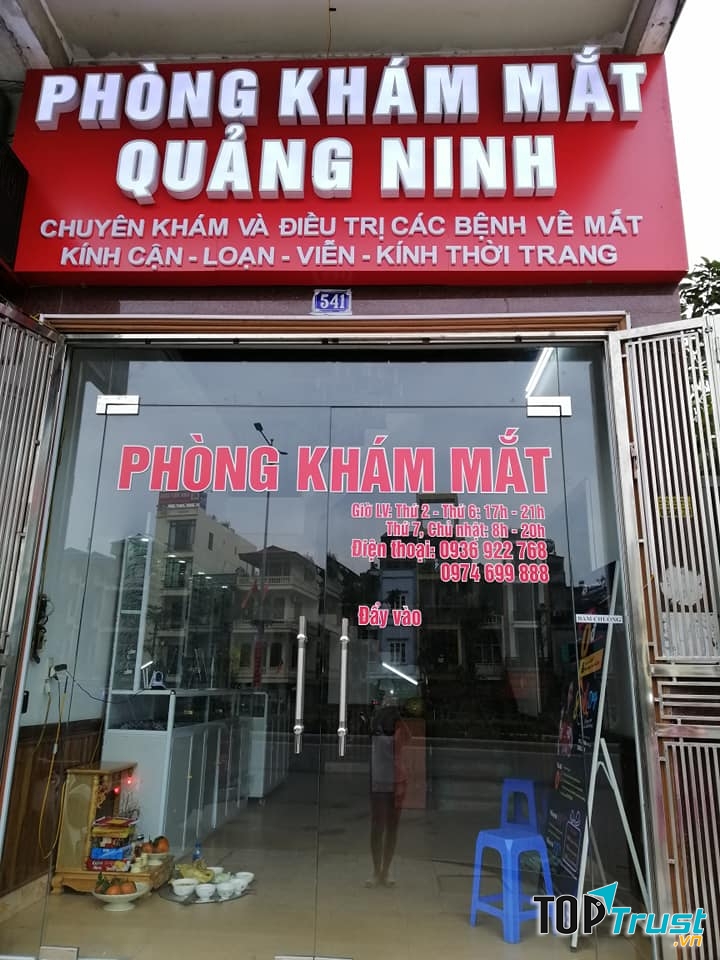 PHÒNG KHÁM MẮT
QUẢNG NINH
CHUYÊN KHÁM VÀ ĐIỀU TRỊ CÁC BỆNH VỀ MẮT
KÍNH CẬN - LOẠN - VIỄN - KÍNH THỜI TRANG
541
PHÒNG KHÁM MẮT
Giờ LV: Thứ 2 - Thứ 6: 17h - 21h
Thứ 7, Chủ nhật: 8h - 20h
Điện thoại: 0936 922 768
0974 699 888
Đẩy vào
BẤM CHUÔNG
TOPTrust
.vn